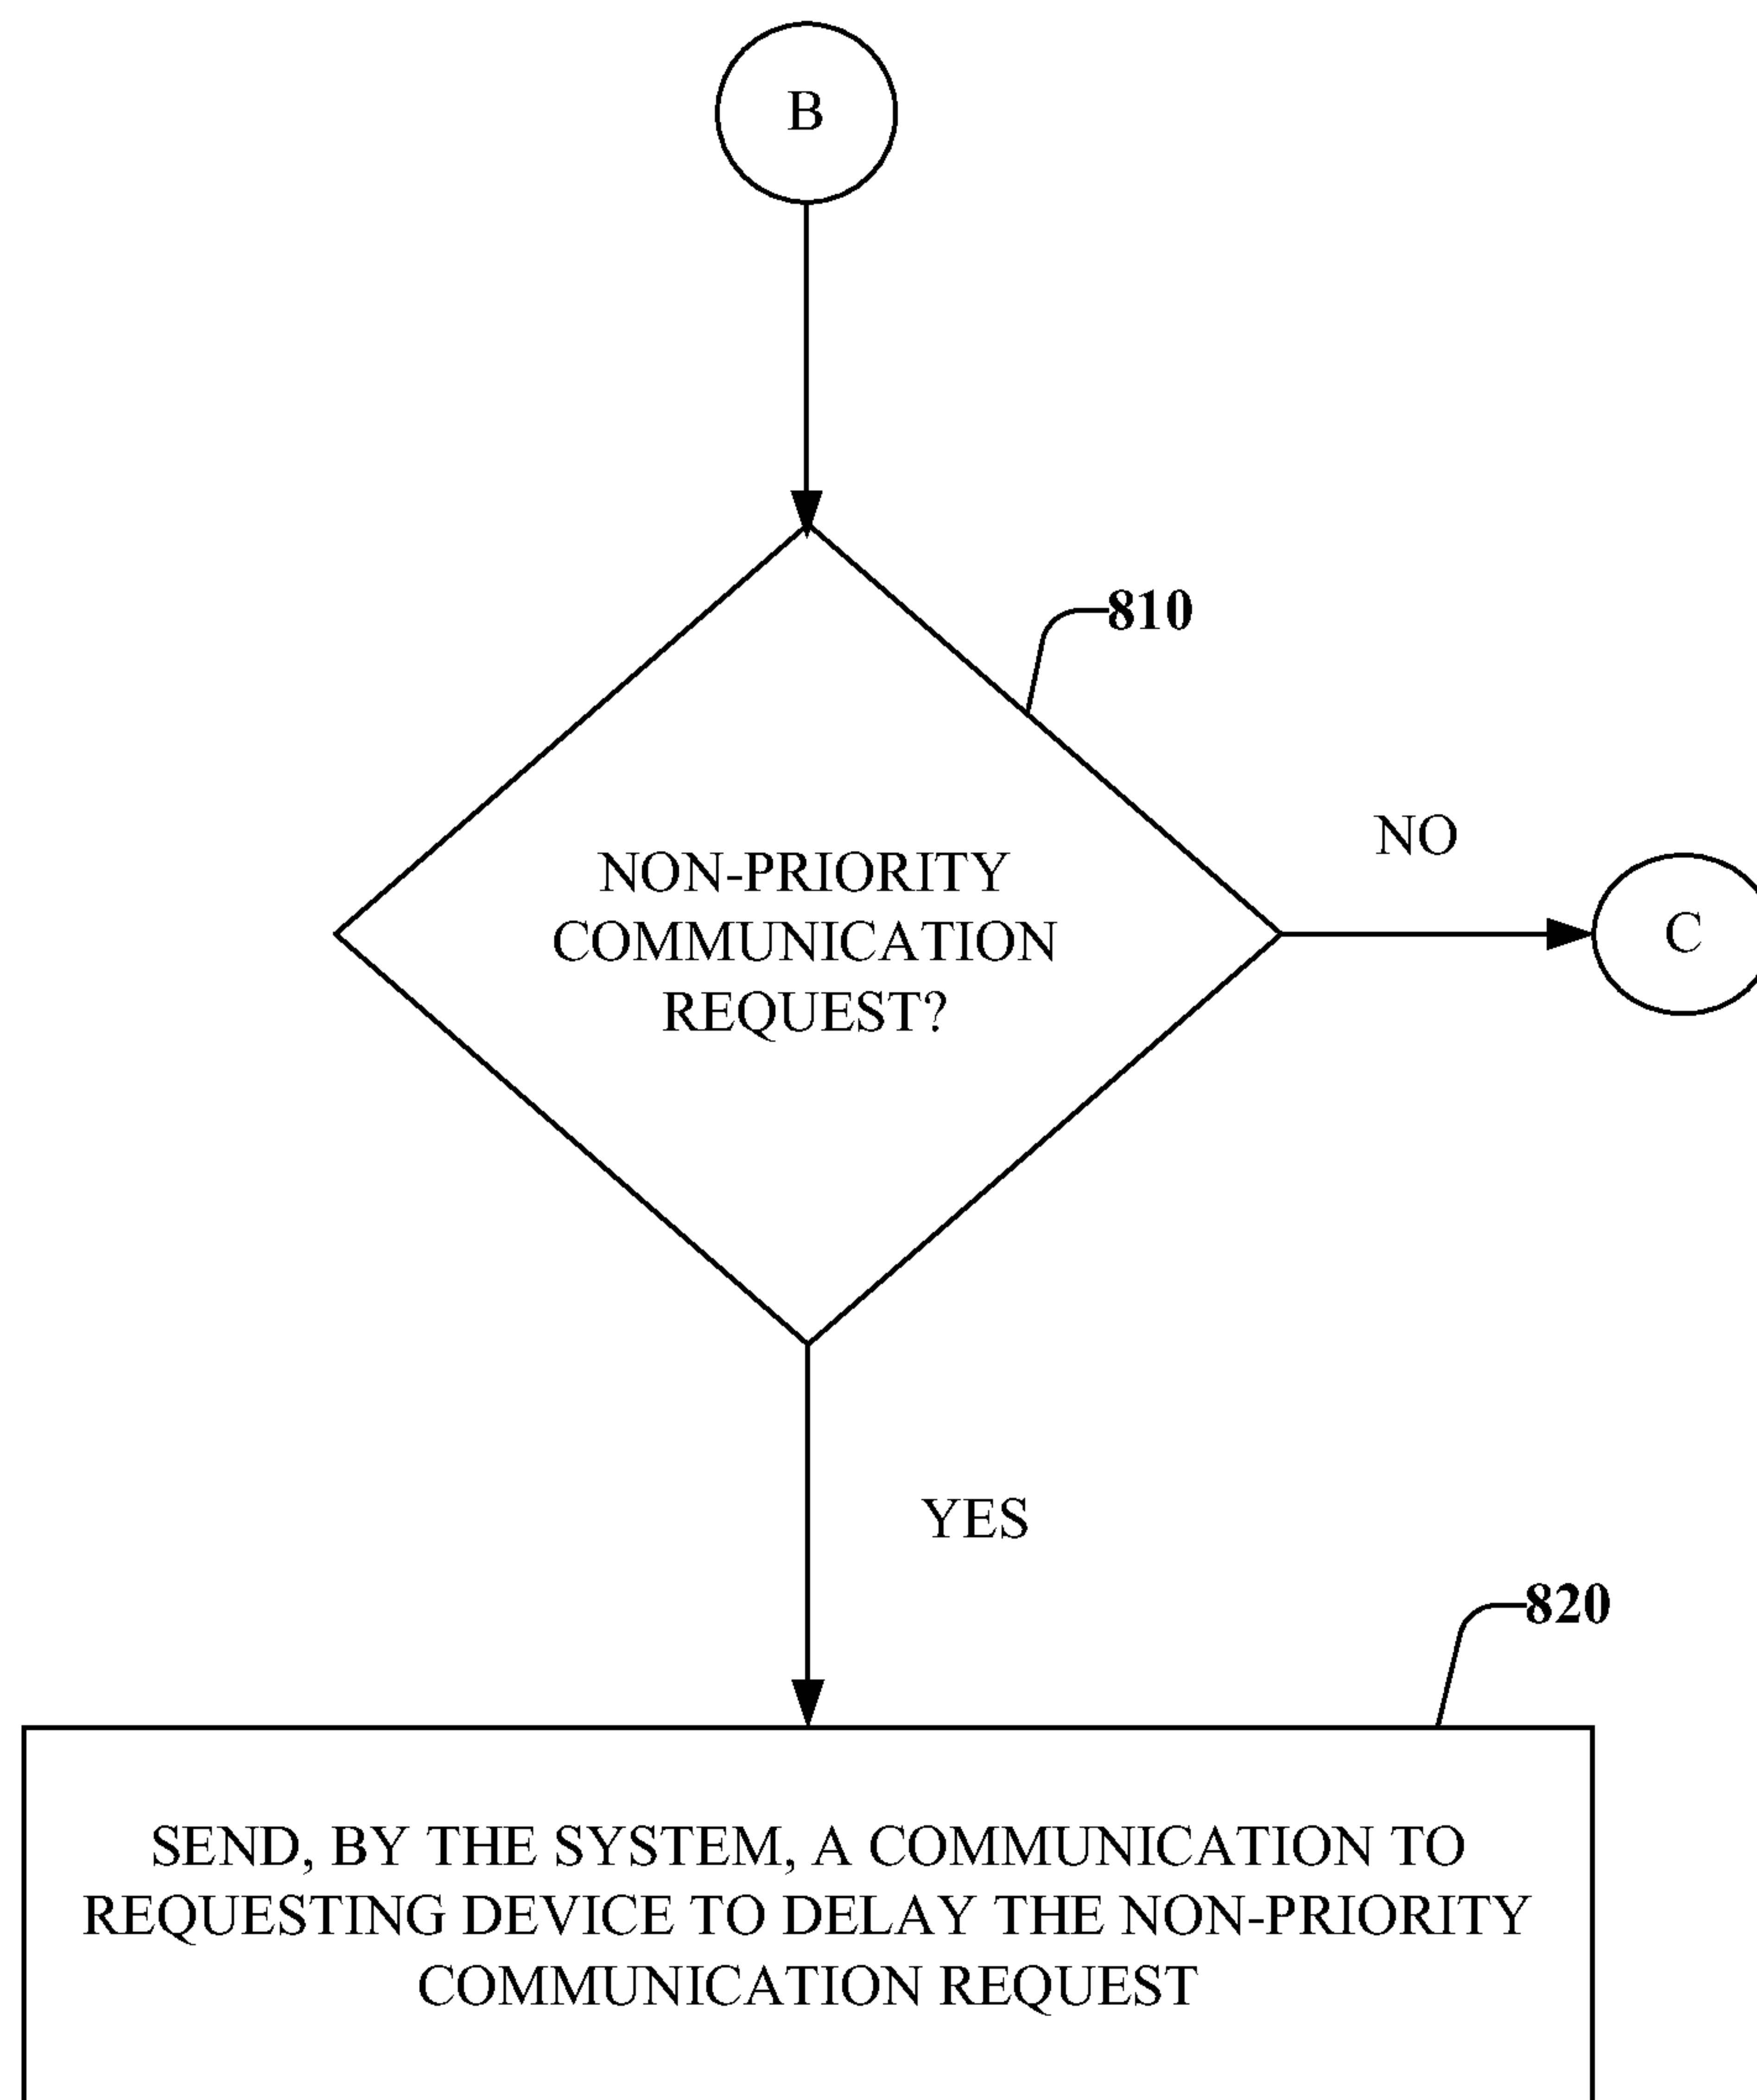 B
810
NON-PRIORITY
COMMUNICATION
REQUEST?
NO
C
YES
820
SEND, BY THE SYSTEM, A COMMUNICATION TO
REQUESTING DEVICE TO DELAY THE NON-PRIORITY
COMMUNICATION REQUEST